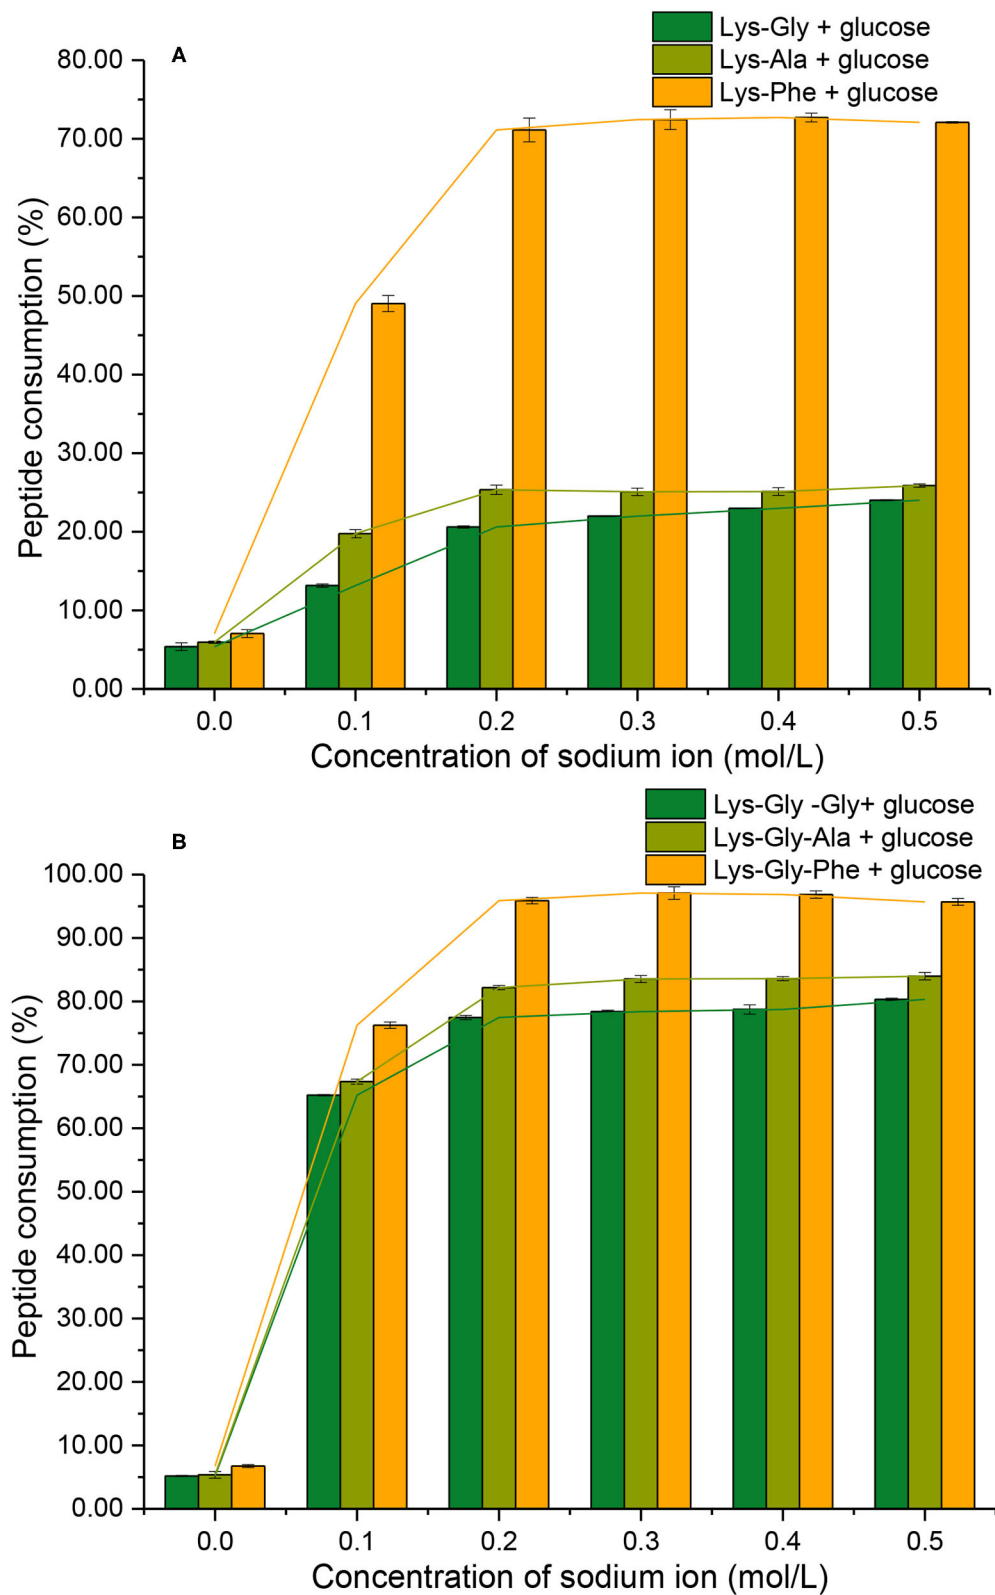 A
Lys-Gly + glucose
Lys-Ala + glucose
Lys-Phe + glucose
80.00
70.00
60.00
50.00
40.00
30.00
20.00
10.00
0.00
Peptide consumption (%)
0.0 0.1 0.2 0.3 0.4 0.5
Concentration of sodium ion (mol/L)
B
Lys-Gly -Gly+ glucose
Lys-Gly-Ala + glucose
Lys-Gly-Phe + glucose
100.00
90.00
80.00
70.00
60.00
50.00
40.00
30.00
20.00
10.00
0.00
Peptide consumption (%)
0.0 0.1 0.2 0.3 0.4 0.5
Concentration of sodium ion (mol/L)